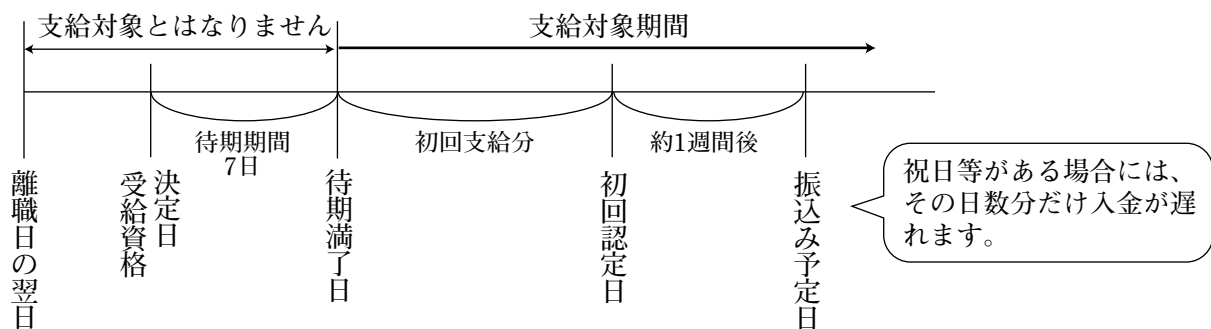 支給対象とはなりません
支給対象期間
待期期間
7日
初回支給分
約1週間後
離職日の翌日
受給資格
決定日
待期満了日
初回認定日
振込み予定日
祝日等がある場合には、
その日数分だけ入金が遅
れます。